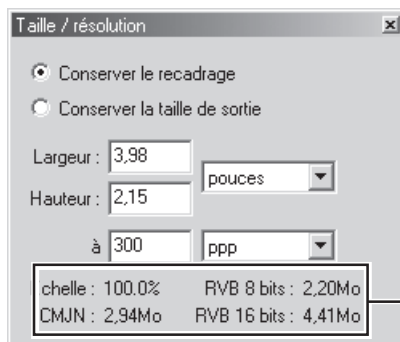 Taille / résolution
Conserver le recadrage
Conserver la taille de sortie
Largeur : 3,98
pouces
Hauteur : 2,15
à 300 ppp
chelle : 100.0% RVB 8 bits : 2,20Mo
CMJN : 2,94Mo RVB 16 bits : 4,41Mo